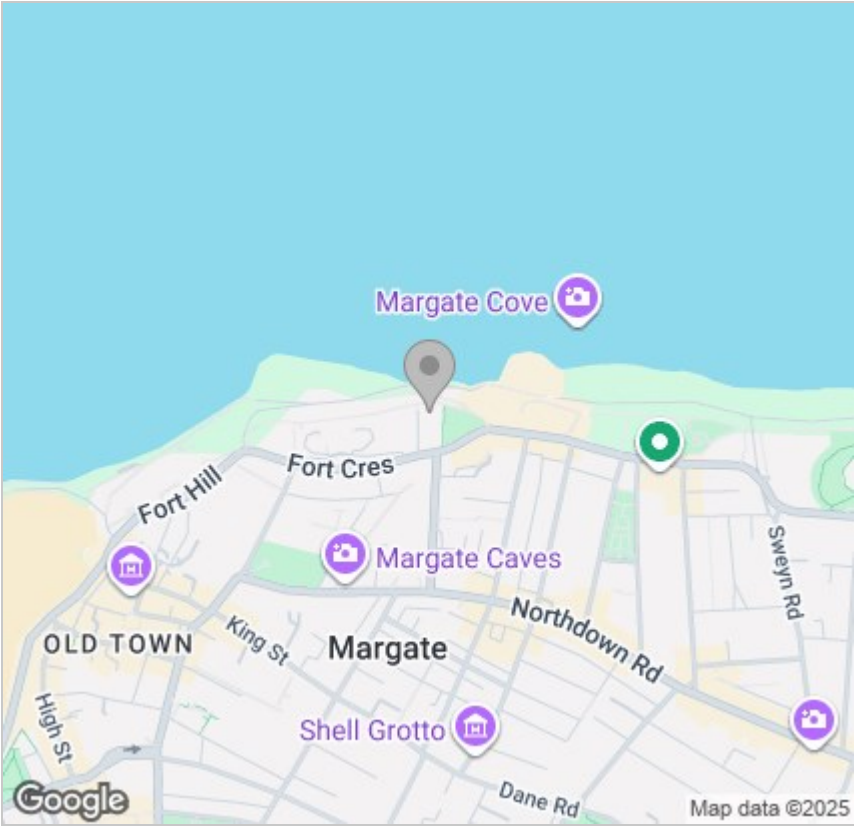 Margate Cove
Fort Cres
Fort Hill
Margate Caves
Sweyn Rd
Northdown Rd
OLD TOWN
King St
Margate
High St
Shell Grotto
Dane Rd
Google
Map data ©2025